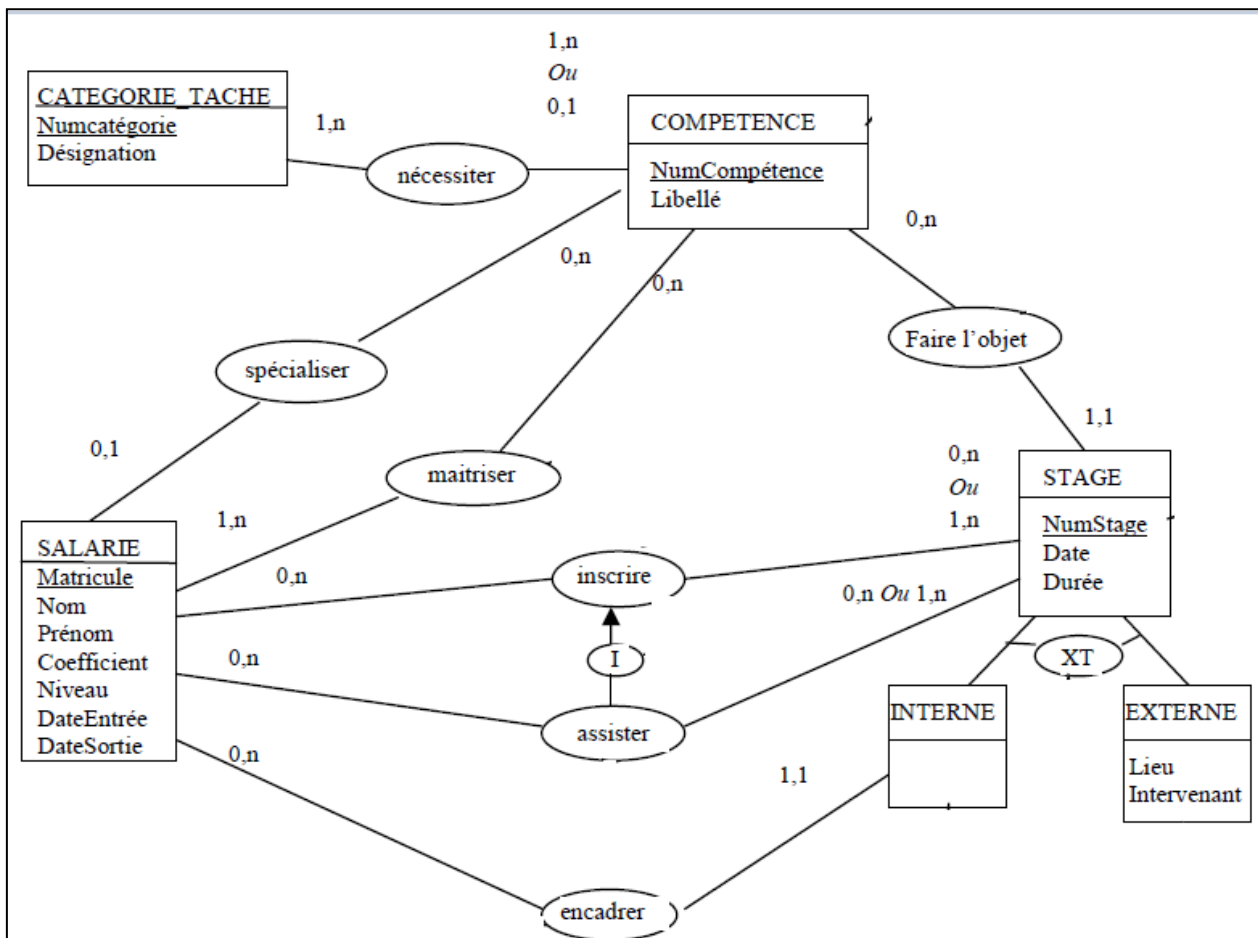 1,n
Ou
0,1
CATEGORIE_TACHE
Numcatégorie
Désignation
1,n
nécessiter
COMPETENCE
NumCompétence
Libellé
0,n
0,n
0,n
Faire l'objet
spécialiser
1,1
0,1
maitriser
0,n
Ou
1,n
STAGE
NumStage
Date
Durée
1,n
SALARIE
Matricule
Nom
Prénom
Coefficient
Niveau
DateEntrée
DateSortie
0,n
inscrire
0,n Ou 1,n
0,n
I
XT
assister
INTERNE
EXTERNE
Lieu
Intervenant
0,n
1,1
encadrer